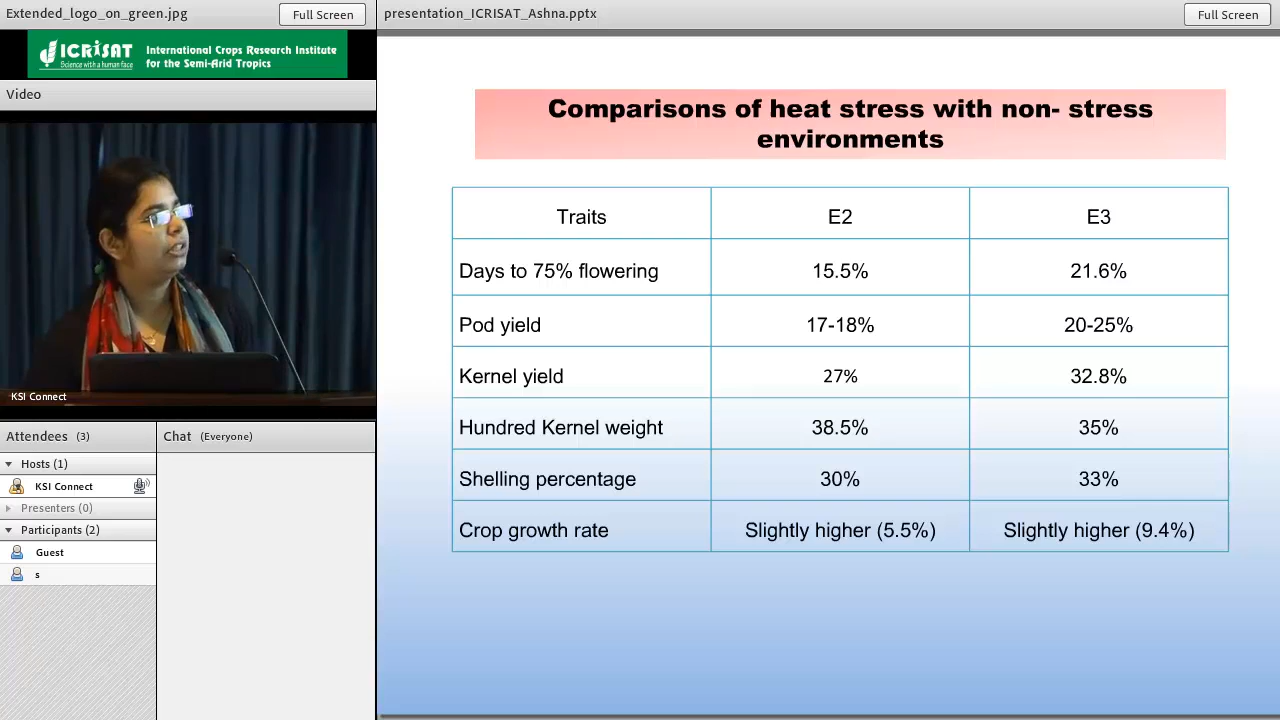 Extended_logo_on_green.jpg
Full Screen
presentation_ICRISAT_Ashna.pptx
Full Screen
ICRISAT
Science with a human face
International Crops Research Institute
for the Semi-Arid Tropics
Video
KSI Connect
Attendees (3)
Hosts (1)
KSI Connect
Presenters (0)
Participants (2)
Guest
s
Chat (Everyone)
Comparisons of heat stress with non- stress
environments
Traits E2 E3
Days to 75% flowering 15.5% 21.6%
Pod yield 17-18% 20-25%
Kernel yield 27% 32.8%
Hundred Kernel weight 38.5% 35%
Shelling percentage 30% 33%
Crop growth rate Slightly higher (5.5%) Slightly higher (9.4%)